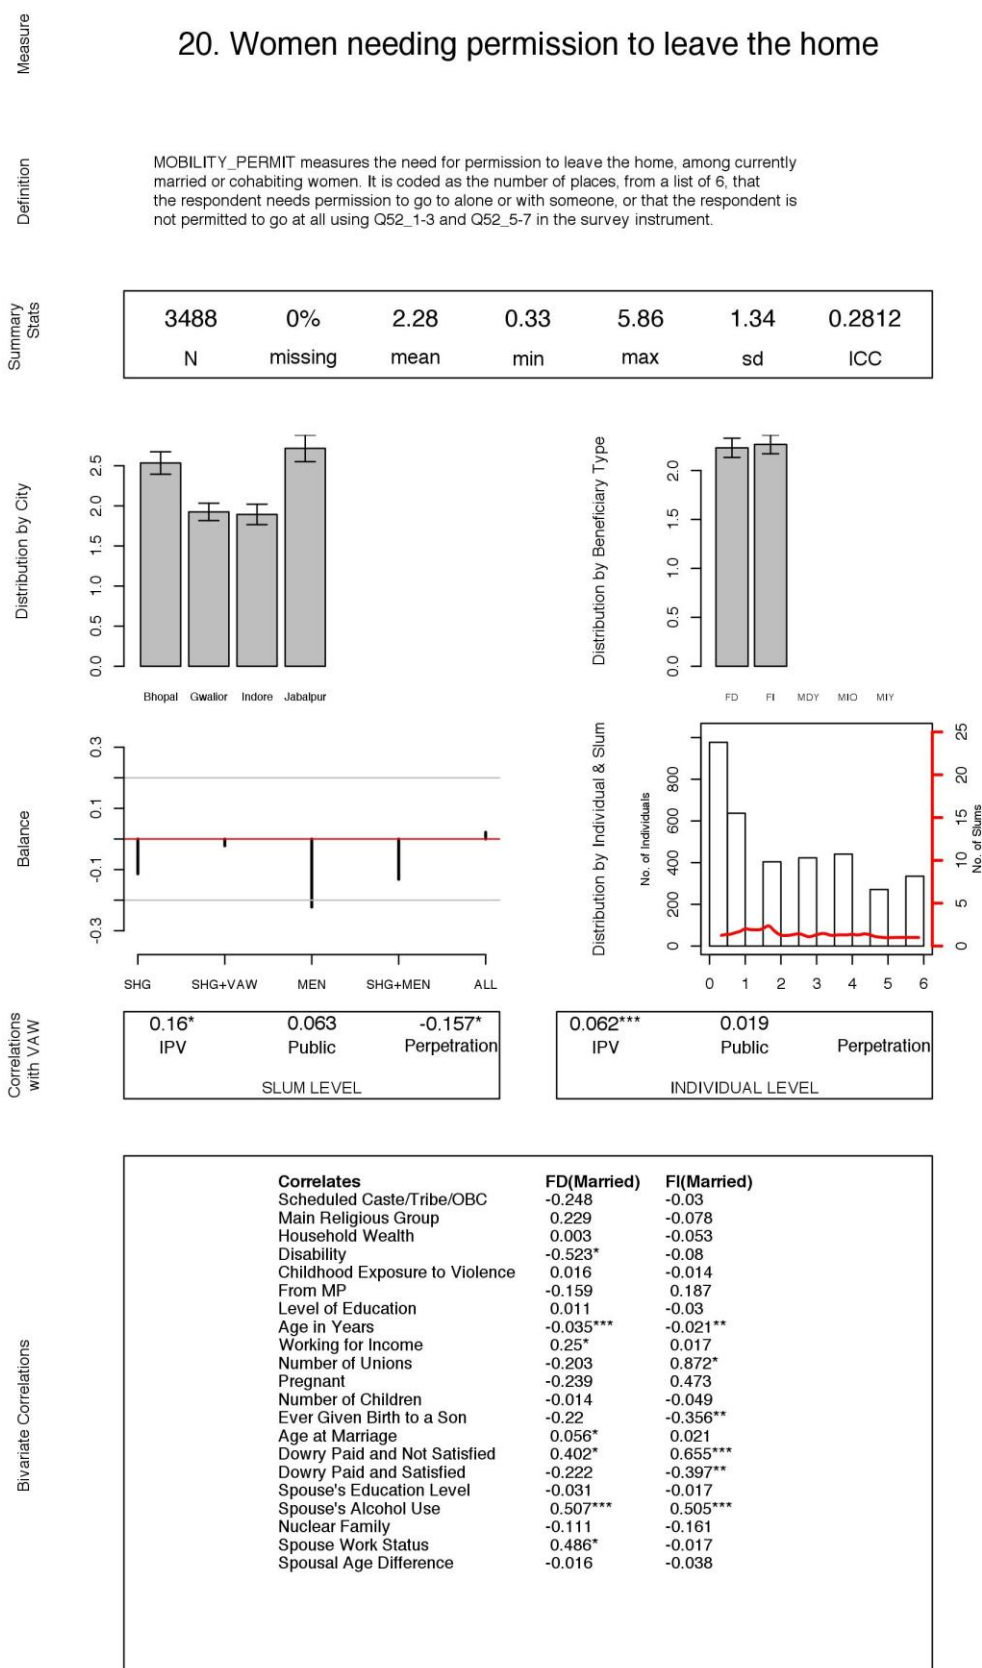 Measure
20. Women needing permission to leave the home
Definition
MOBILITY_PERMIT measures the need for permission to leave the home, among currently
married or cohabiting women. It is coded as the number of places, from a list of 6, that
the respondent needs permission to go to alone or with someone, or that the respondent is
not permitted to go at all using Q52_1-3 and Q52_5-7 in the survey instrument.
Summary
Stats
3488 0% 2.28 0.33 5.86 1.34 0.2812
N missing mean min max sd ICC
Distribution by City
2.5
2.0
1.5
1.0
0.5
0.0
Bhopal Gwalior Indore Jabalpur
Distribution by Beneficiary Type
2.0
1.5
1.0
0.5
0.0
FD FI MDY MIO MIY
Balance
0.3
0.1
-0.1
-0.3
SHG SHG+VAW MEN SHG+MEN ALL
Distribution by Individual & Slum
No. of Individuals
800
600
400
200
0
0 1 2 3 4 5 6
25
20
15
10
5
0
No. of Slums
Correlations
with VAW
0.16* 0.063 -0.157*
IPV Public Perpetration
SLUM LEVEL
0.062*** 0.019
IPV Public Perpetration
INDIVIDUAL LEVEL
Bivariate Correlations
Correlates FD(Married) FI(Married)
Scheduled Caste/Tribe/OBC -0.248 -0.03
Main Religious Group 0.229 -0.078
Household Wealth 0.003 -0.053
Disability -0.523* -0.08
Childhood Exposure to Violence 0.016 -0.014
From MP -0.159 0.187
Level of Education 0.011 -0.03
Age in Years -0.035*** -0.021**
Working for Income 0.25* 0.017
Number of Unions -0.203 0.872*
Pregnant -0.239 0.473
Number of Children -0.014 -0.049
Ever Given Birth to a Son -0.22 -0.356**
Age at Marriage 0.056* 0.021
Dowry Paid and Not Satisfied 0.402* 0.655***
Dowry Paid and Satisfied -0.222 -0.397**
Spouse's Education Level -0.031 -0.017
Spouse's Alcohol Use 0.507*** 0.505***
Nuclear Family -0.111 -0.161
Spouse Work Status 0.486* -0.017
Spousal Age Difference -0.016 -0.038